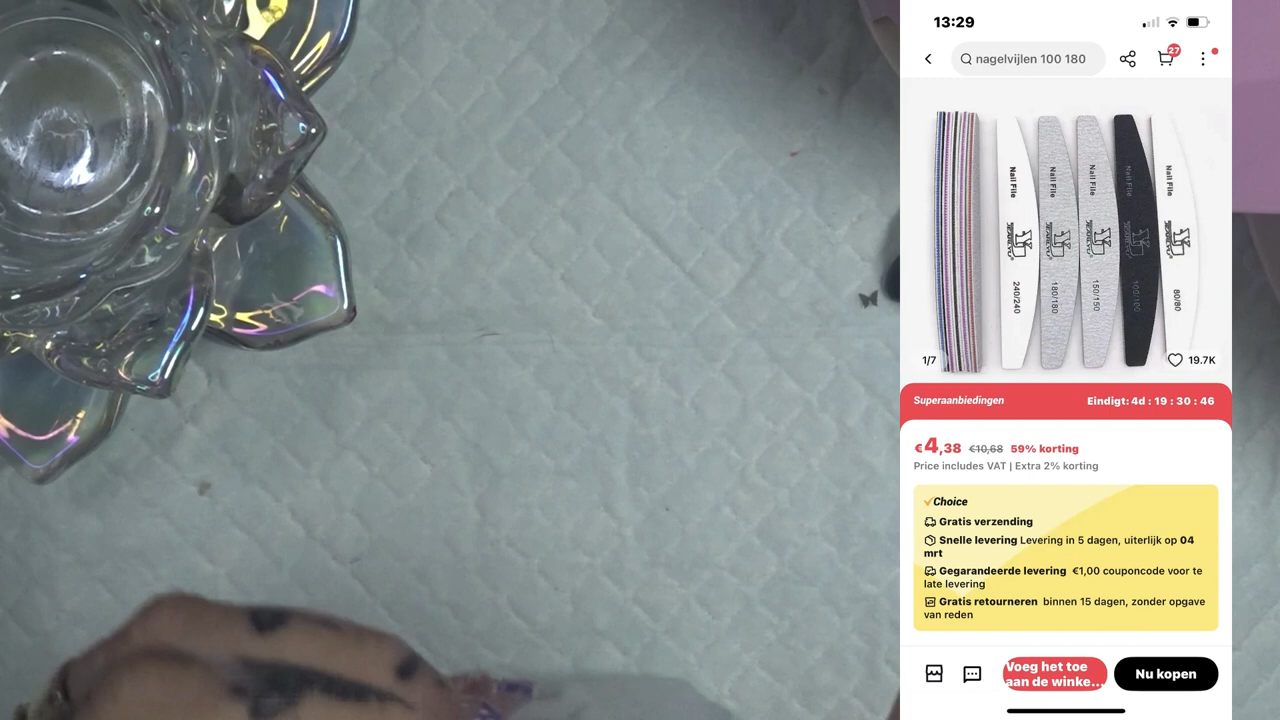 13:29
nagelvijlen 100 180
27
Nail File
240/240
Nail File
180/180
Nail File
150/150
Nail File
100/100
Nail File
80/80
1/7
19.7K
Superaanbiedingen
Eindigt: 4d : 19 : 30 : 46
€4,38 €10,68 59% korting
Price includes VAT | Extra 2% korting
Choice
Gratis verzending
Snelle levering Levering in 5 dagen, uiterlijk op 04
mrt
Gegarandeerde levering €1,00 couponcode voor te
late levering
Gratis retourneren binnen 15 dagen, zonder opgave
van reden
Voeg het toe
aan de winke...
Nu kopen